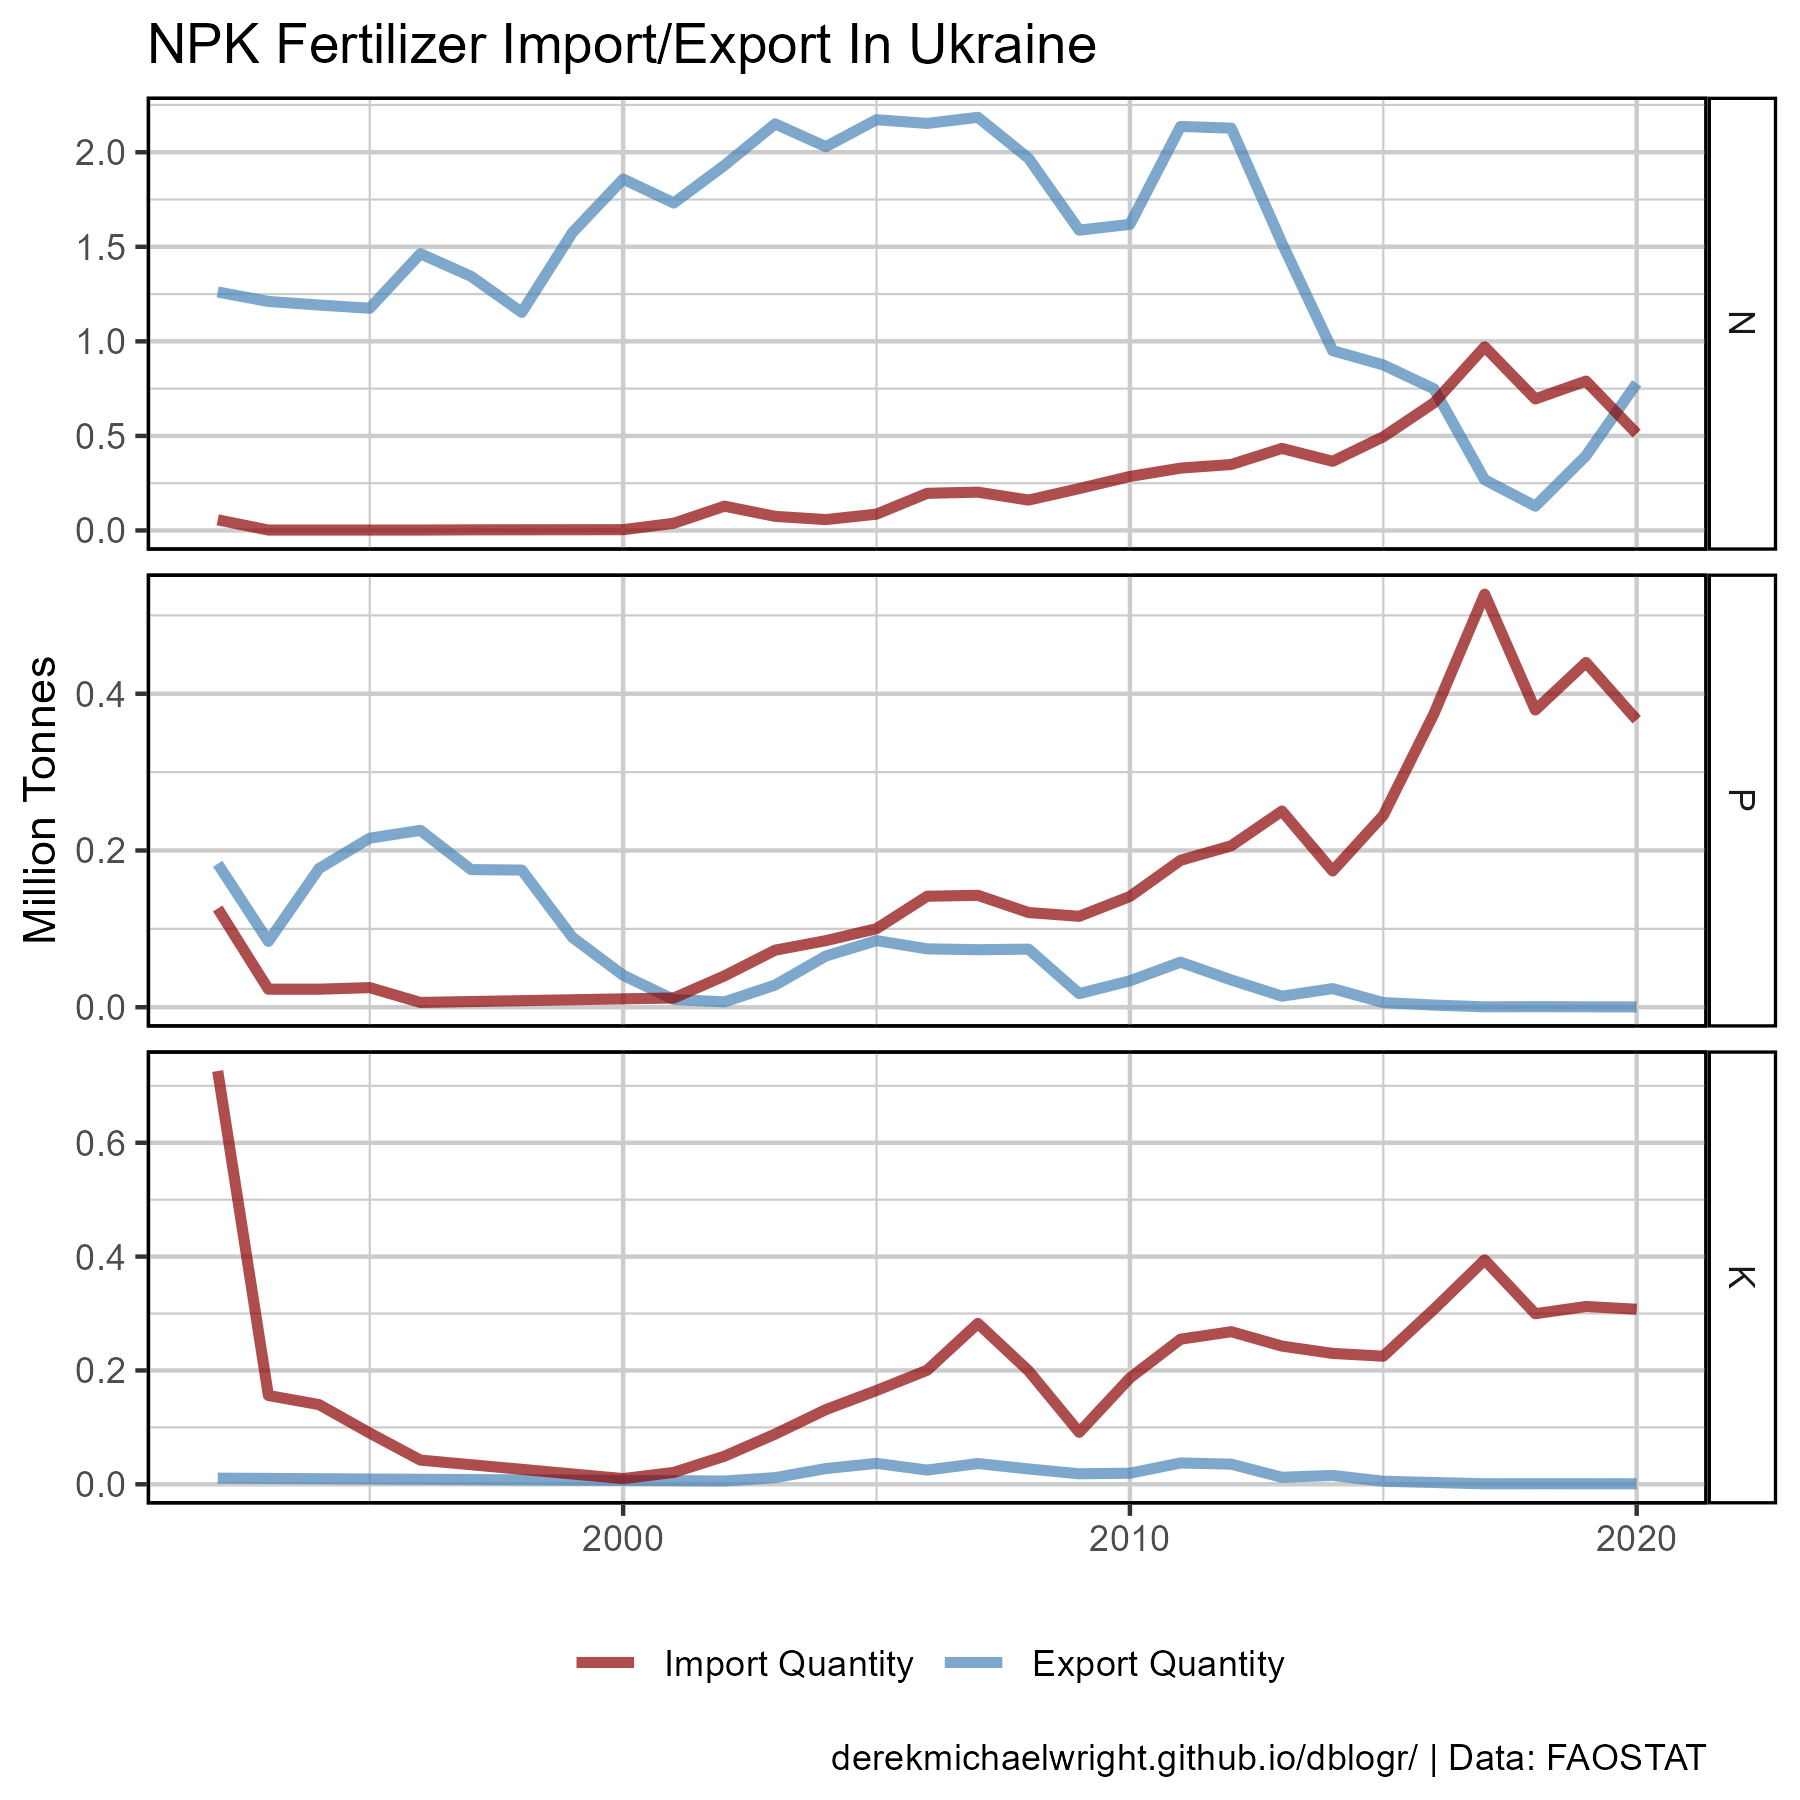 NPK Fertilizer Import/Export In Ukraine
Million Tonnes
2.0
1.5
1.0
0.5
0.0
N
0.4
0.2
0.0
P
0.6
0.4
0.2
0.0
K
2000 2010 2020
Import Quantity Export Quantity
derekmichaelwright.github.io/dblogr/ | Data: FAOSTAT